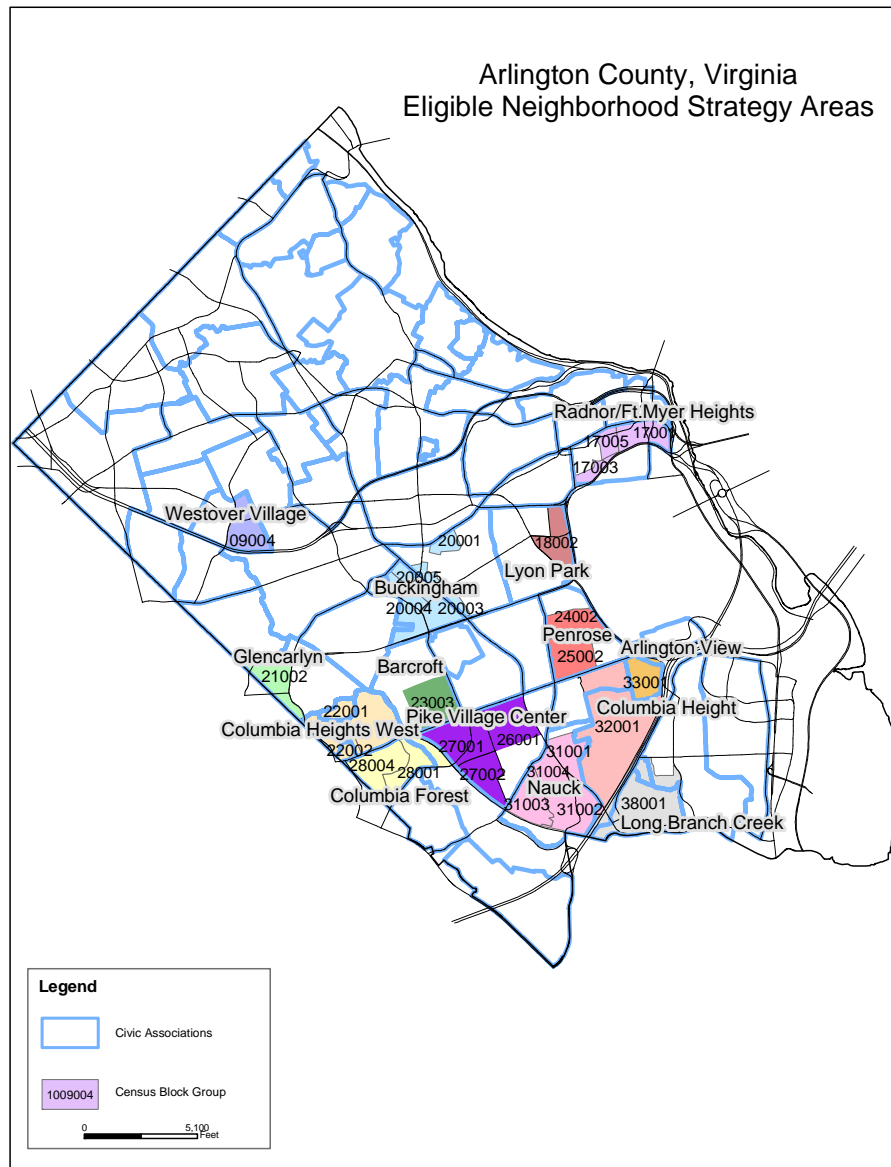 Arlington County, Virginia
Eligible Neighborhood Strategy Areas
Radnor/Ft.Myer Heights
17005
17001
17003
Westover Village
09004
20001
18002
Lyon Park
20005
Buckingham
20004
20003
24002
Penrose
25002
Arlington View
33001
Glencarlyn
21002
Barcroft
23003
Columbia Height
32001
22001
Pike Village Center
Columbia Heights West
26001
27001
22002
31001
28004
28001
27002
31004
Columbia Forest
Nauck
31003
31002
38001
Long Branch Creek
Legend
Civic Associations
1009004
Census Block Group
0
5,100
Feet